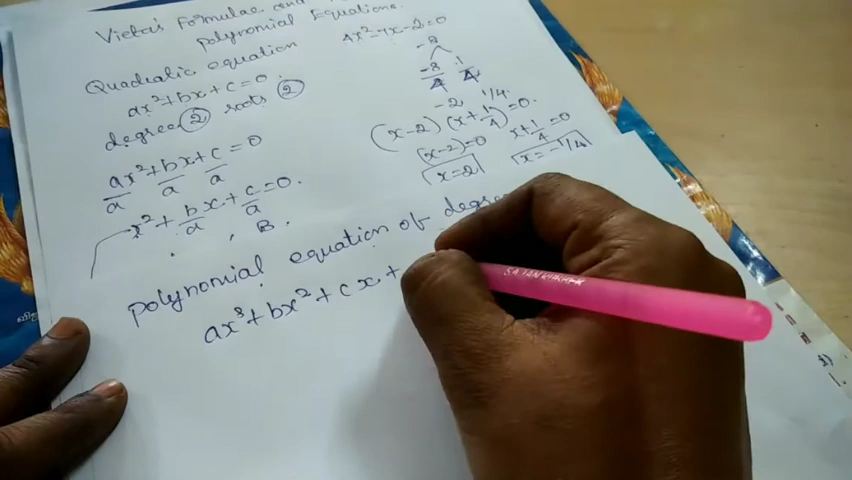 Vieta's Formulae and
polynomial Equations.
Quadratic equation
ax²+bx+c=0.
degree 2 roots 2
ax²/a + bx/a + c/a = 0
x² + b/a x + c/a = 0.
4x²-7x-2=0
-8
-8/4 1/4
-2 1/4.
(x-2)(x+1/4)=0.
(x-2)=0 x+1/4=0
x=2 x=-1/4
polynomial equation of degree
ax³+bx²+cx+